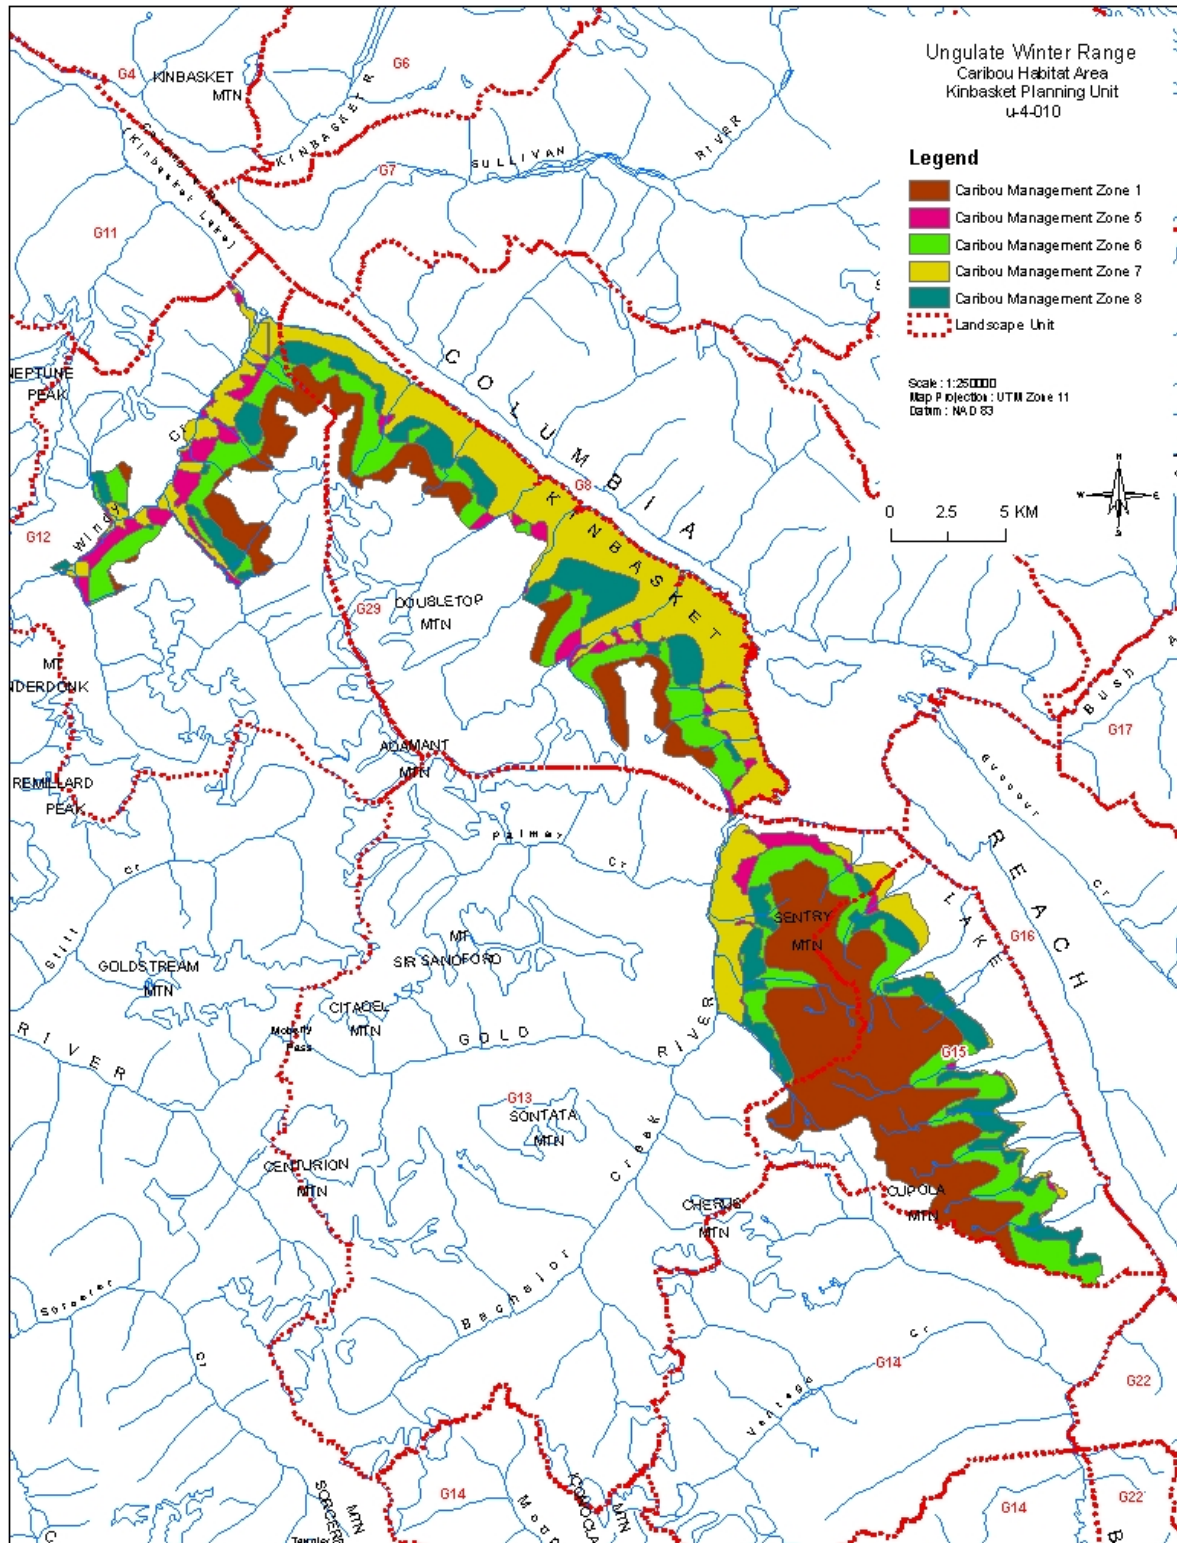 Ungulate Winter Range
Caribou Habitat Area
Kinbasket Planning Unit
u-4-010
Legend
Caribou Management Zone 1
Caribou Management Zone 5
Caribou Management Zone 6
Caribou Management Zone 7
Caribou Management Zone 8
Landscape Unit
Scale : 1:250000
Map Projection : UTM Zone 11
Datum : NAD 83
N
W E
S
0 2.5 5 KM
G4
KINBASKET
MTN
G6
KINBASKET R
SULLIVAN
RIVER
G7
(Kinbasket Lake)
G11
NEPTUNE
PEAK
COLUMBIA
G8
KINBASKET
G12
Windy
G29
DOUBLETOP
MTN
MT
NDERDONK
G17
Bush
ADAMANT
MTN
REMILLARD
PEAK
Palmer
Cr
Cr
REACH
LAKE
G16
SENTRY
MTN
Stitt
Cr
GOLDSTREAM
MTN
MT
SIR SANDFORD
CITADEL
MTN
Moberly
Pass
RIVER
GOLD
RIVER
G15
G13
SONTATA
MTN
Creek
CENTURION
MTN
CHERUB
MTN
CUPOLA
MTN
Bachelor
Sorcerer
Cr
Cr
G14
Ventego
G22
G14
SORCERE
MTN
MTN
G14
G22
C
B